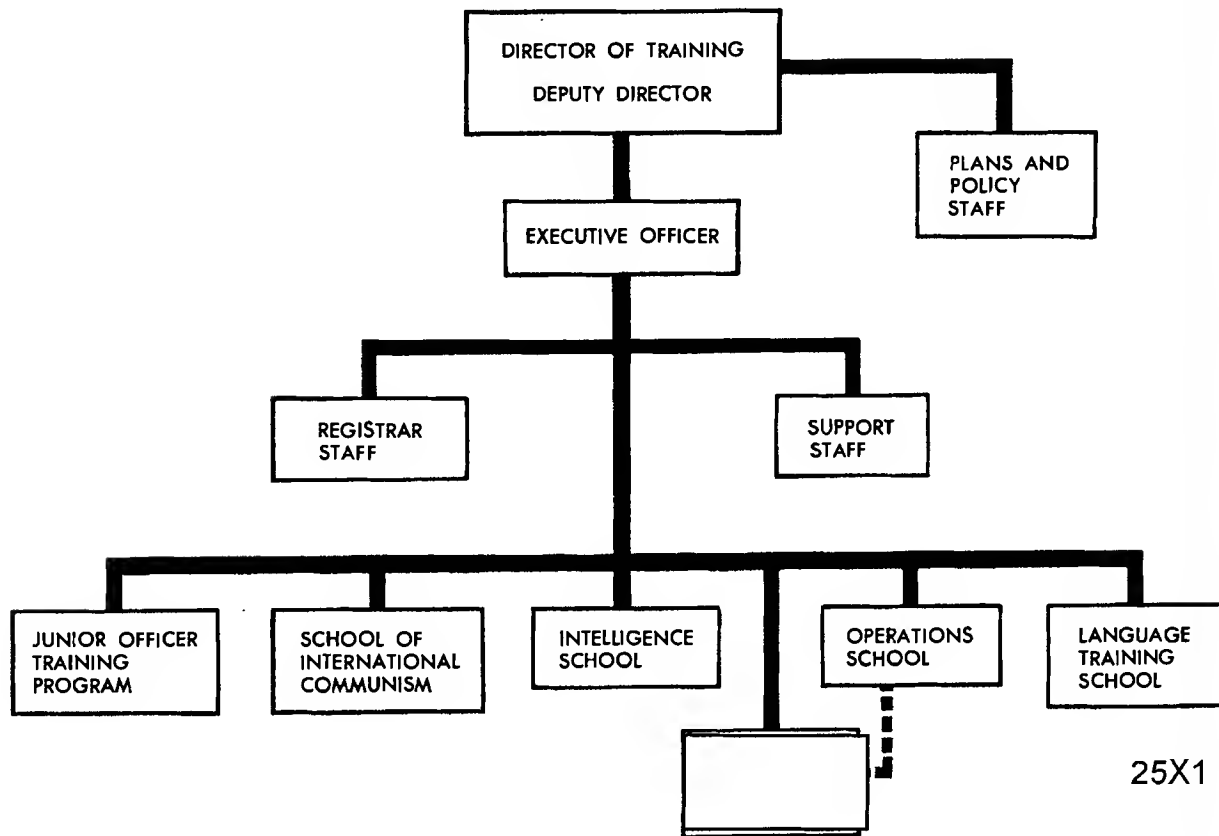 DIRECTOR OF TRAINING
DEPUTY DIRECTOR
PLANS AND
POLICY
STAFF
EXECUTIVE OFFICER
REGISTRAR
STAFF
SUPPORT
STAFF
JUNIOR OFFICER
TRAINING
PROGRAM
SCHOOL OF
INTERNATIONAL
COMMUNISM
INTELLIGENCE
SCHOOL
OPERATIONS
SCHOOL
LANGUAGE
TRAINING
SCHOOL
25X1